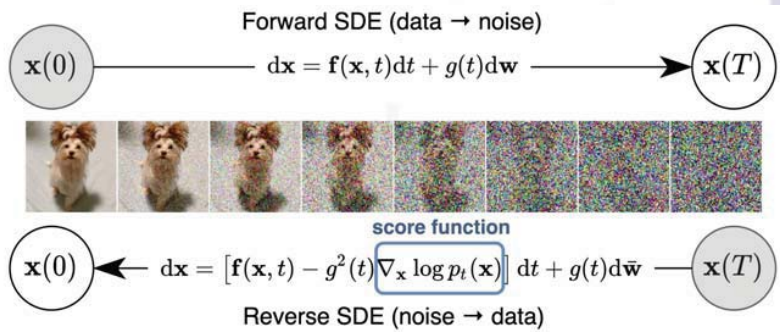 Forward SDE (data → noise)
x(0) dx = f(x, t)dt + g(t)dw x(T)
score function
x(0) dx = [f(x, t) − g²(t)∇ₓ log pₜ(x)] dt + g(t)dw̄ x(T)
Reverse SDE (noise → data)